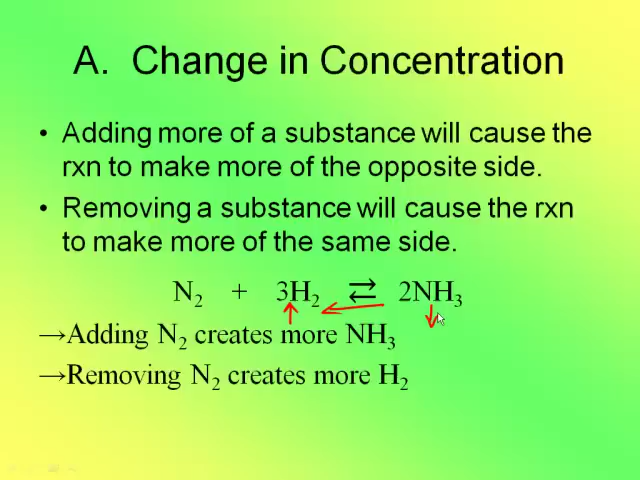 A. Change in Concentration
• Adding more of a substance will cause the
rxn to make more of the opposite side.
• Removing a substance will cause the rxn
to make more of the same side.
N₂ + 3H₂ ⇄ 2NH₃
→Adding N₂ creates more NH₃
→Removing N₂ creates more H₂